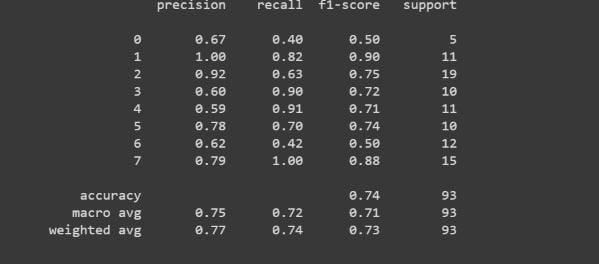 precision recall f1-score support
0 0.67 0.40 0.50 5
1 1.00 0.82 0.90 11
2 0.92 0.63 0.75 19
3 0.60 0.90 0.72 10
4 0.59 0.91 0.71 11
5 0.78 0.70 0.74 10
6 0.62 0.42 0.50 12
7 0.79 1.00 0.88 15
accuracy 0.74 93
macro avg 0.75 0.72 0.71 93
weighted avg 0.77 0.74 0.73 93